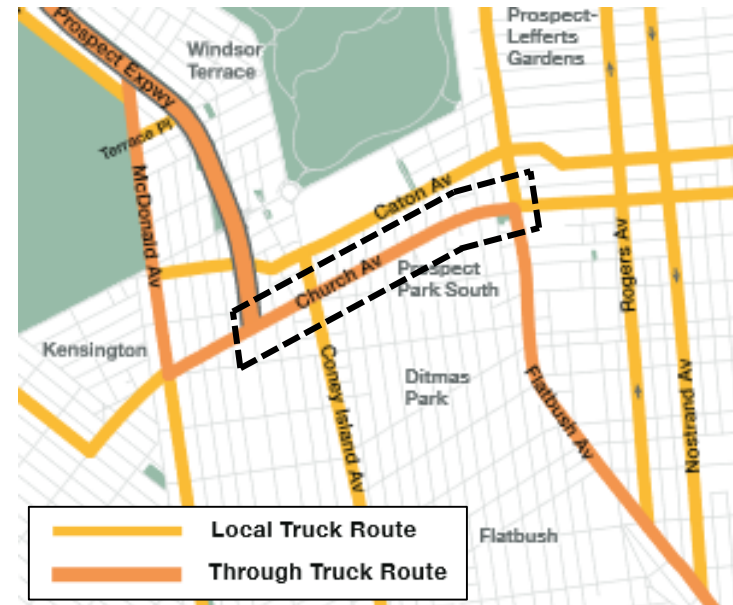 Prospect Expwy
Windsor
Terrace
Prospect-
Lefferts
Gardens
Terrace Pl
McDonald Av
Caton Av
Church Av
Prospect
Park South
Rogers Av
Kensington
Coney Island Av
Ditmas
Park
Flatbush Av
Nostrand Av
Flatbush
Local Truck Route
Through Truck Route